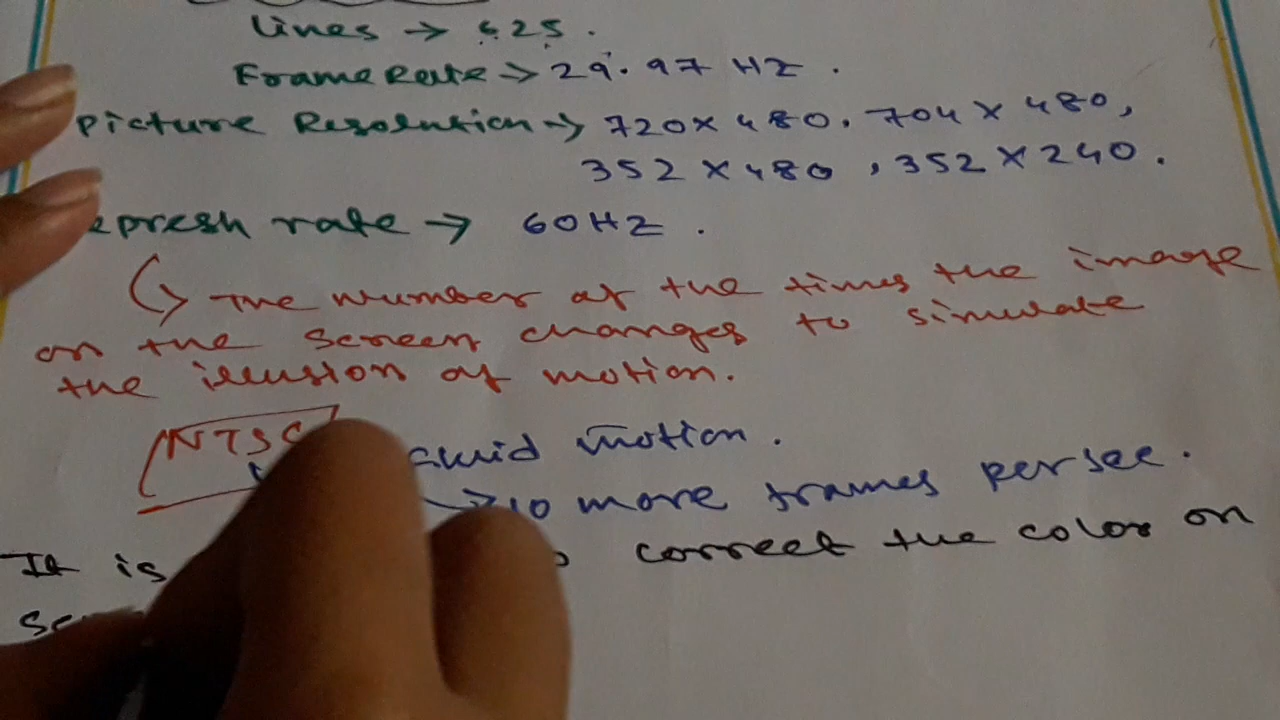 lines → 625.
Frame Rate → 29.97 HZ.
Picture Resolution → 720 x 480, 704 x 480,
352 x 480, 352 x 240.
epresh rate → 60HZ.
↳ The number of the times the image
on the screen changes to simulate
the illusion of motion.
NTSC motion.
→ 10 more frames per sec.
It is correct the color on